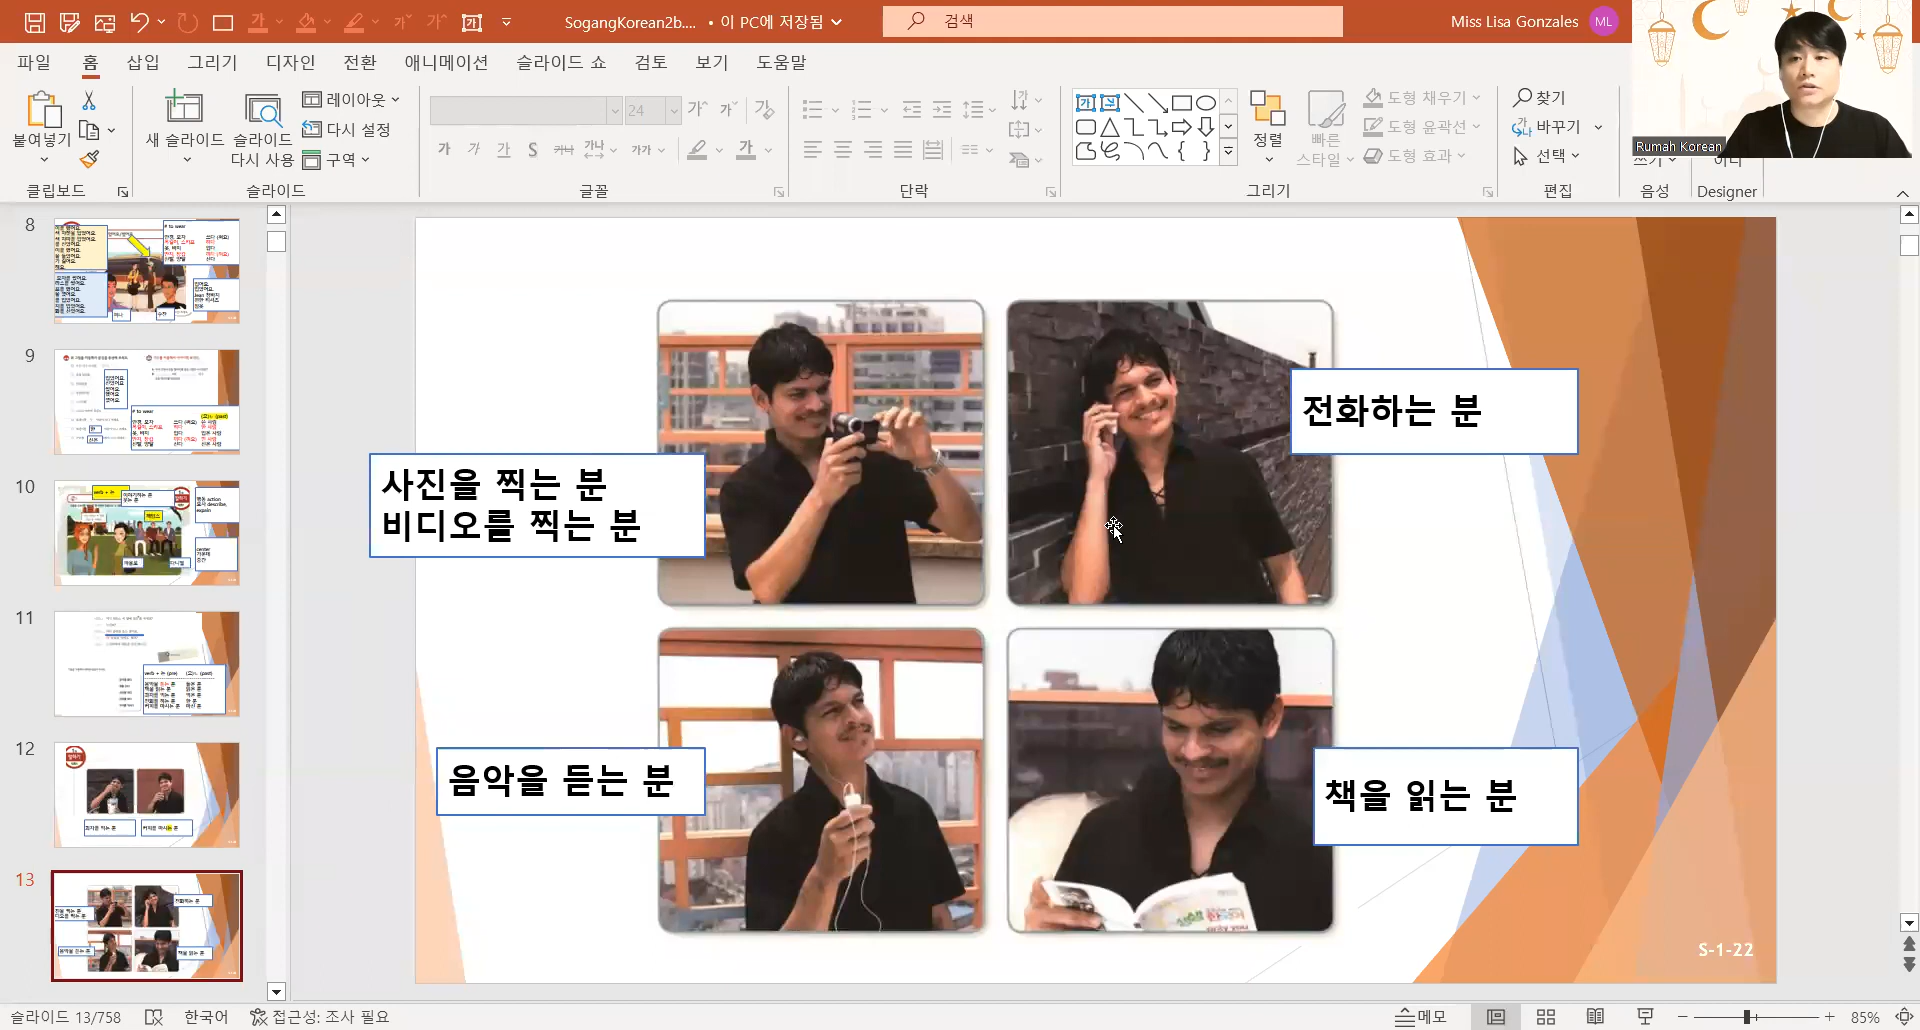 SogangKorean2b.... • 이 PC에 저장됨
검색
Miss Lisa Gonzales
ML
파일 홈 삽입 그리기 디자인 전환 애니메이션 슬라이드 쇼 검토 보기 도움말
붙여넣기
새 슬라이드
슬라이드
다시 사용
레이아웃
다시 설정
구역
24
정렬
빠른
스타일
도형 채우기
도형 윤곽선
도형 효과
찾기
바꾸기
선택
Rumah Korean
클립보드
슬라이드
글꼴
단락
그리기
편집
음성
Designer
8
9
10
11
12
13
사진을 찍는 분
비디오를 찍는 분
전화하는 분
음악을 듣는 분
책을 읽는 분
S-1-22
슬라이드 13/758
한국어
접근성: 조사 필요
메모
85%